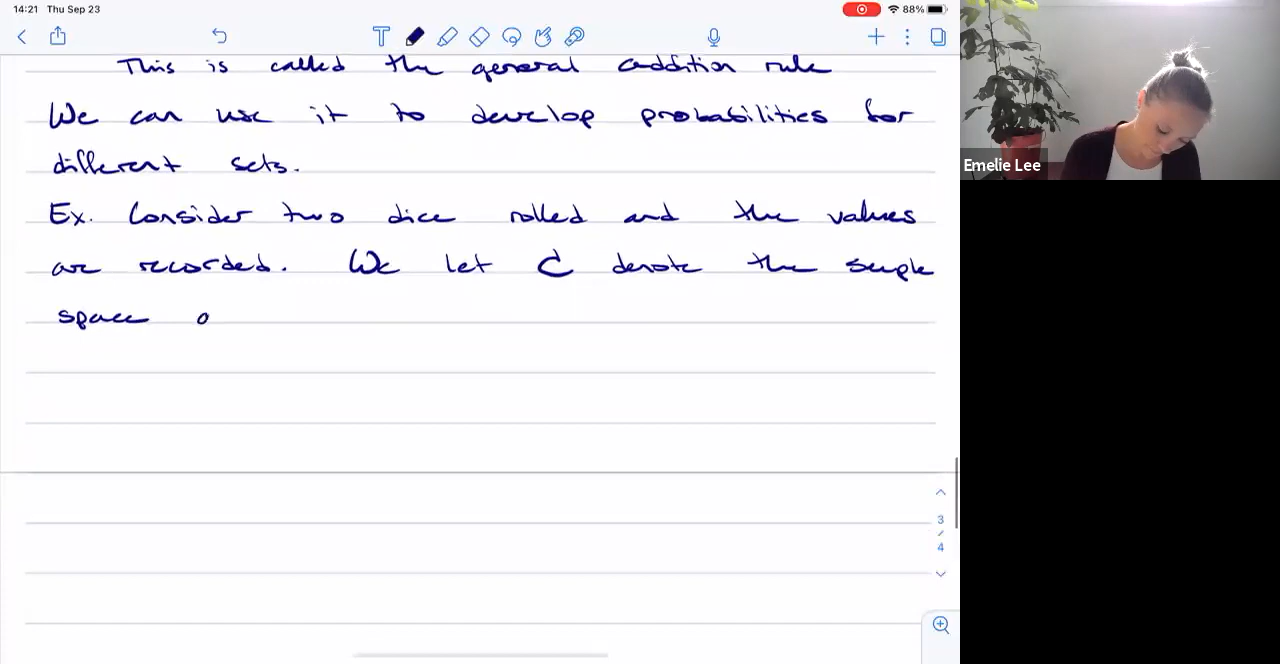 14:21 Thu Sep 23
88%
This is called the general addition rule
We can use it to develop probabilities for
different sets.
Ex. Consider two dice rolled and the values
are recorded. We let C denote the sample
space o
Emelie Lee
3
4